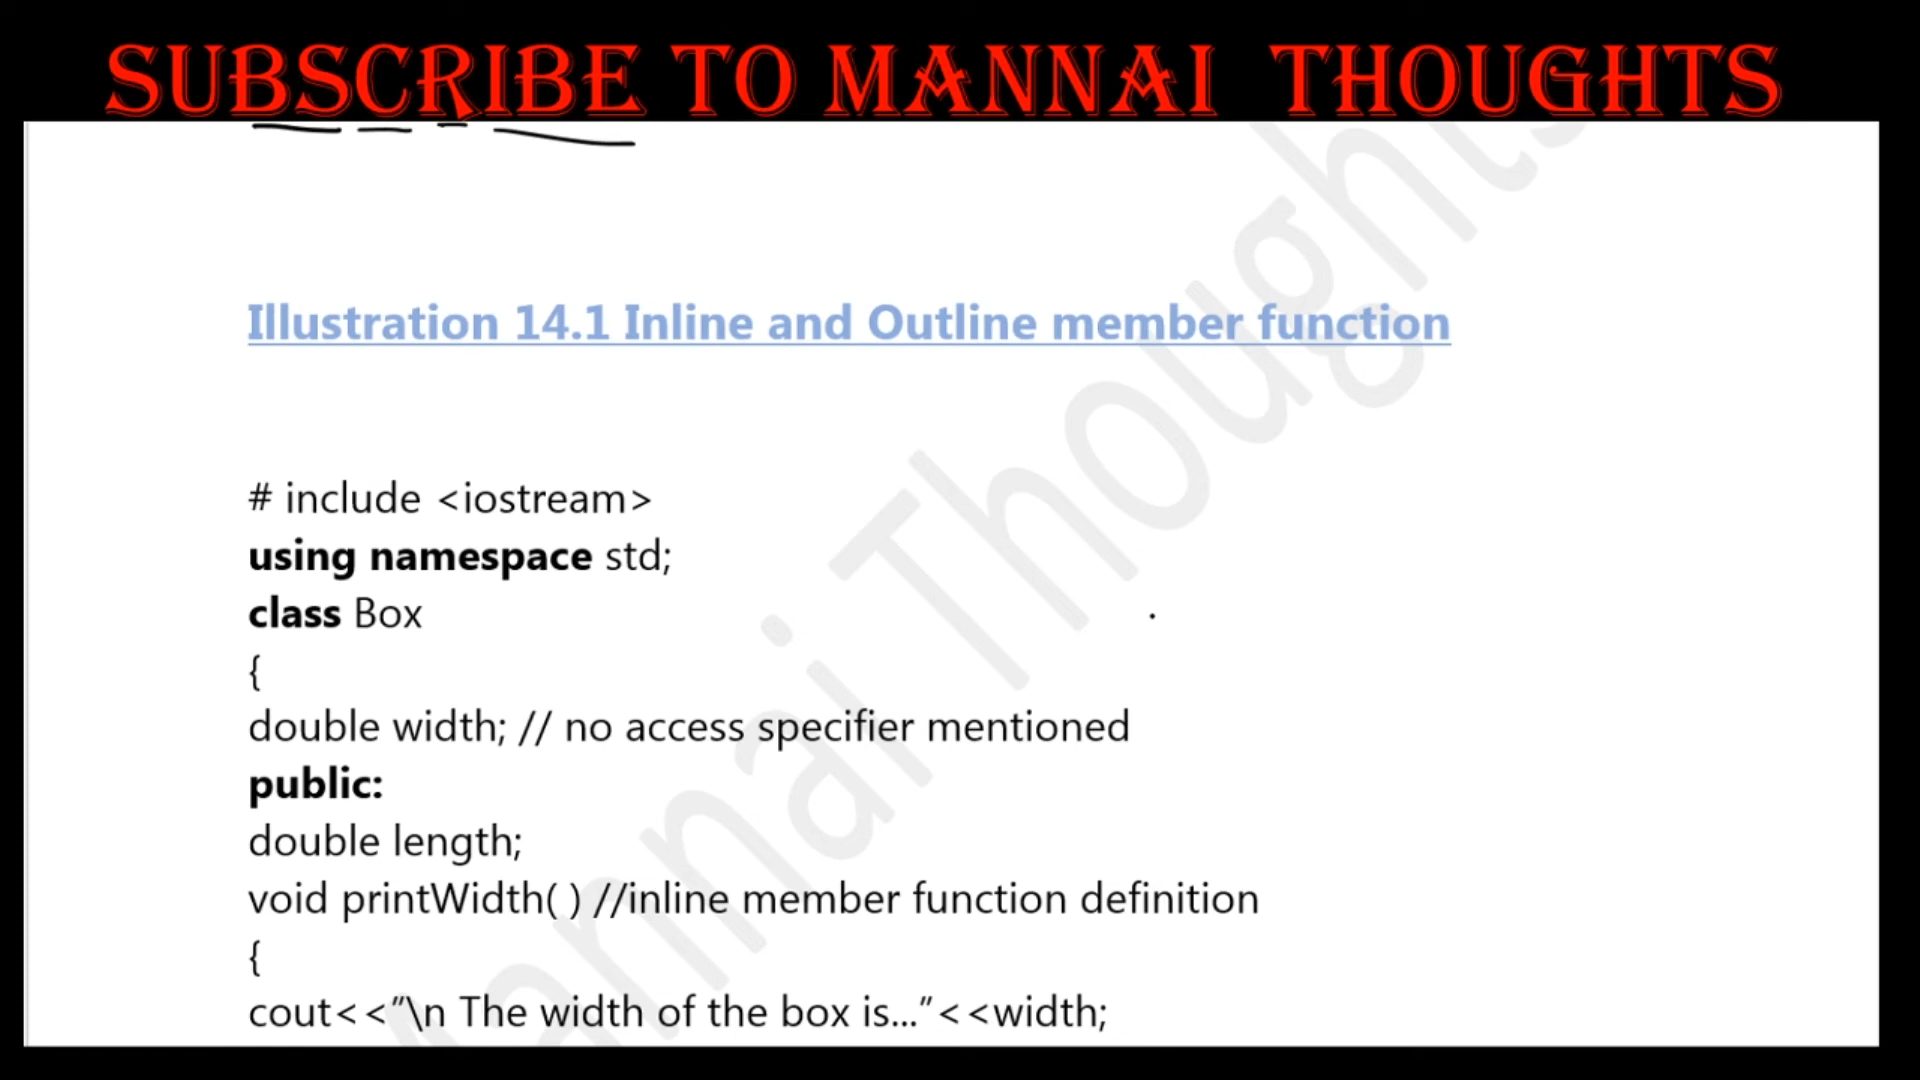 SUBSCRIBE TO MANNAI THOUGHTS
Illustration 14.1 Inline and Outline member function
# include <iostream>
using namespace std;
class Box
{
double width; // no access specifier mentioned
public:
double length;
void printWidth( ) //inline member function definition
{
cout<<”\n The width of the box is...”<<width;
Mannai Thoughts